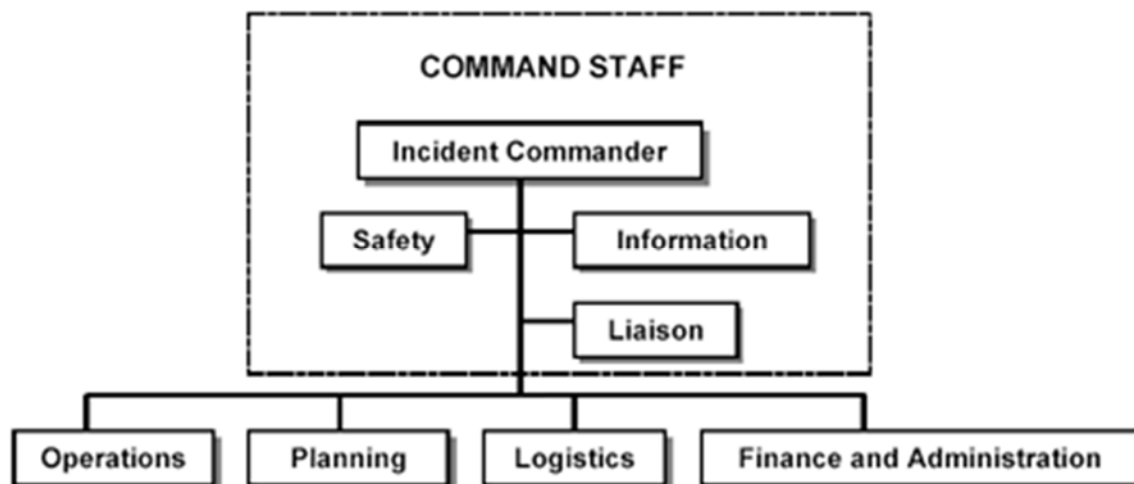 COMMAND STAFF
Incident Commander
Safety
Information
Liaison
Operations
Planning
Logistics
Finance and Administration